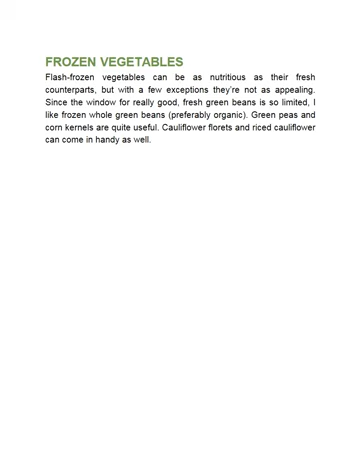 FROZEN VEGETABLES
Flash-frozen vegetables can be as nutritious as their fresh
counterparts, but with a few exceptions they're not as appealing.
Since the window for really good, fresh green beans is so limited, I
like frozen whole green beans (preferably organic). Green peas and
corn kernels are quite useful. Cauliflower florets and riced cauliflower
can come in handy as well.